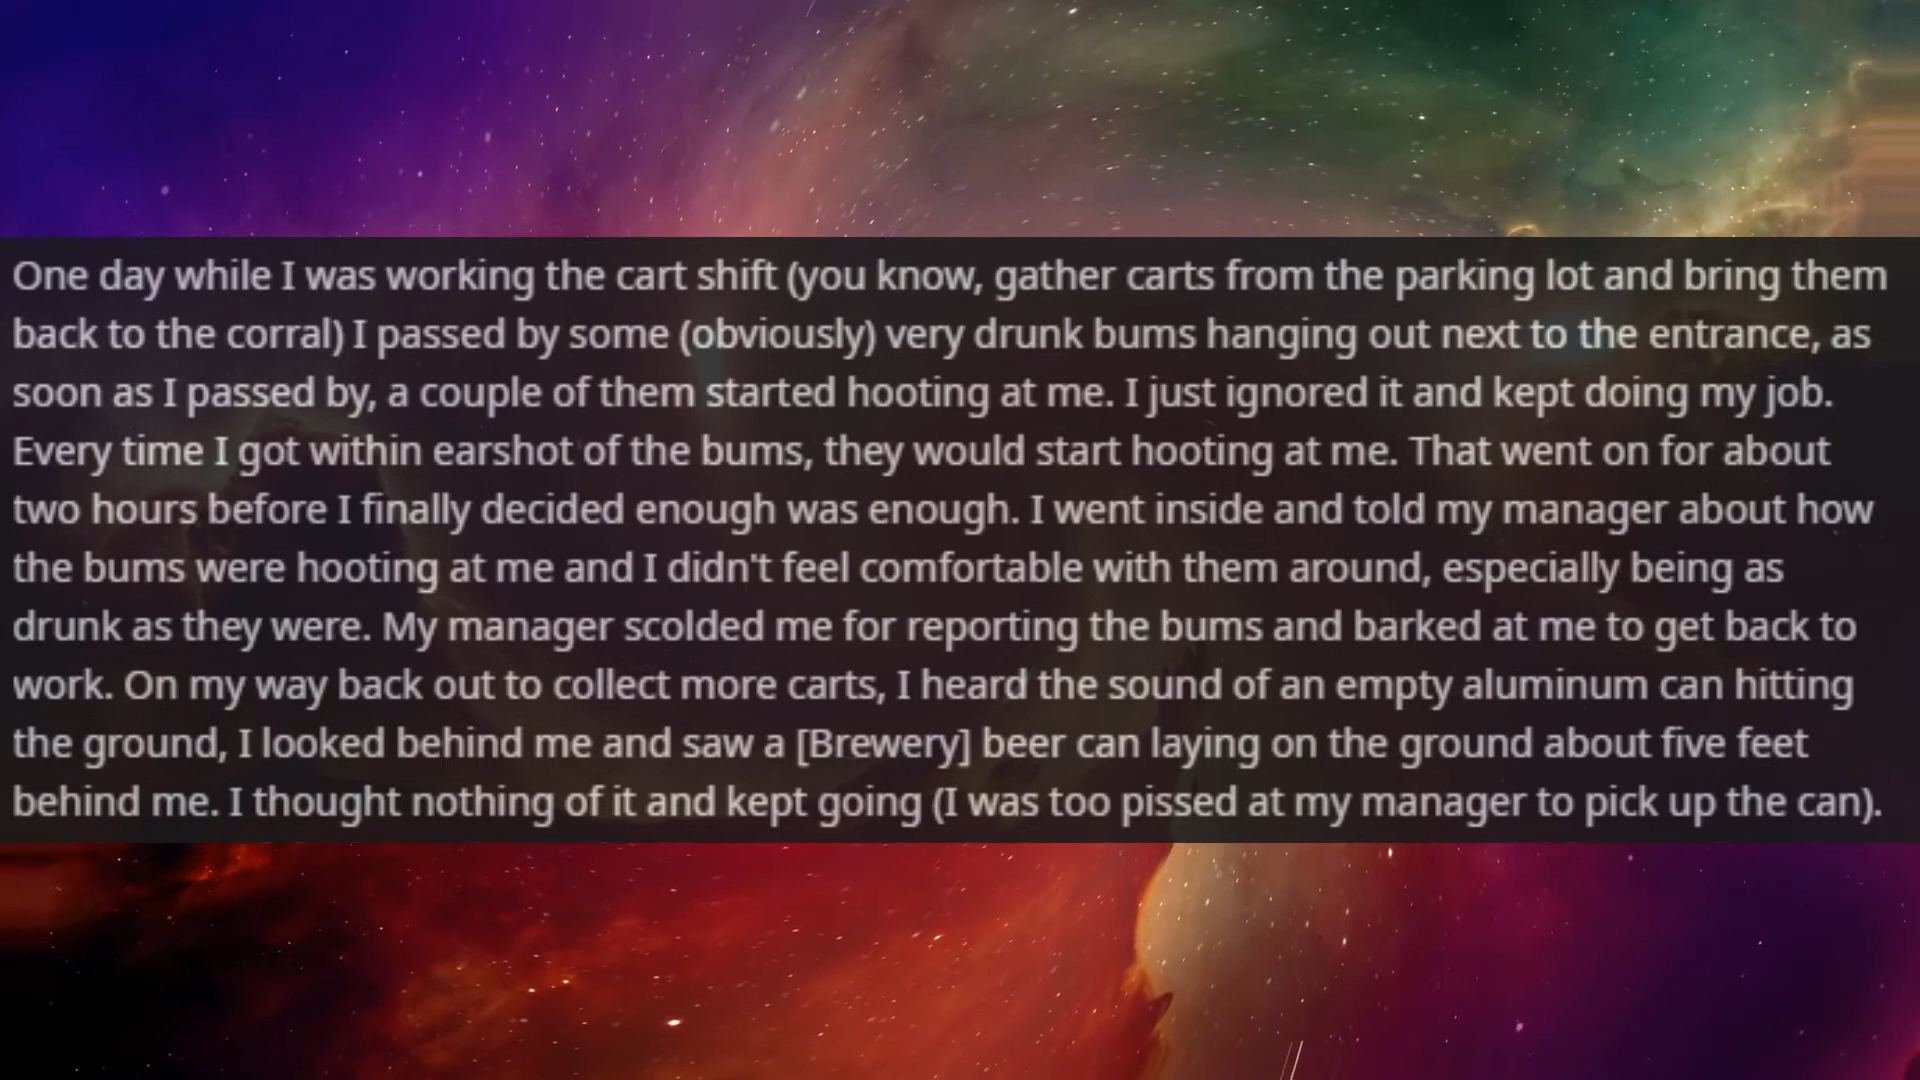 One day while I was working the cart shift (you know, gather carts from the parking lot and bring them
back to the corral) I passed by some (obviously) very drunk bums hanging out next to the entrance, as
soon as I passed by, a couple of them started hooting at me. I just ignored it and kept doing my job.
Every time I got within earshot of the bums, they would start hooting at me. That went on for about
two hours before I finally decided enough was enough. I went inside and told my manager about how
the bums were hooting at me and I didn't feel comfortable with them around, especially being as
drunk as they were. My manager scolded me for reporting the bums and barked at me to get back to
work. On my way back out to collect more carts, I heard the sound of an empty aluminum can hitting
the ground, I looked behind me and saw a [Brewery] beer can laying on the ground about five feet
behind me. I thought nothing of it and kept going (I was too pissed at my manager to pick up the can).